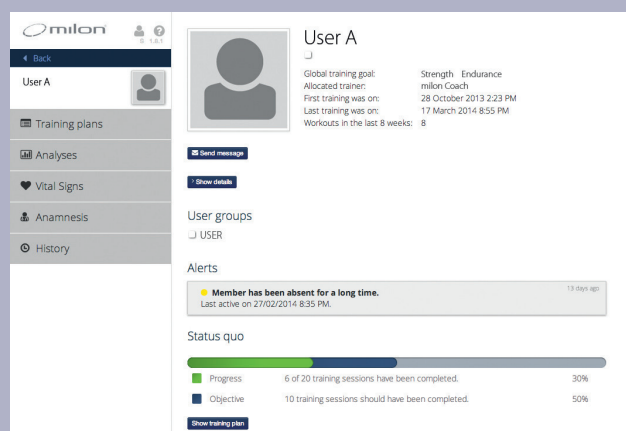 milon
0 1.0.1
Back
User A
Training plans
Analyses
Vital Signs
Anamnesis
History
User A
Global training goal: Strength Endurance
Allocated trainer: milon Coach
First training was on: 28 October 2013 2:23 PM
Last training was on: 17 March 2014 8:55 PM
Workouts in the last 8 weeks: 8
Send message
Show details
User groups
USER
Alerts
Member has been absent for a long time. 13 days ago
Last active on 27/02/2014 8:35 PM.
Status quo
Progress 6 of 20 training sessions have been completed. 30%
Objective 10 training sessions should have been completed. 50%
Show training plan